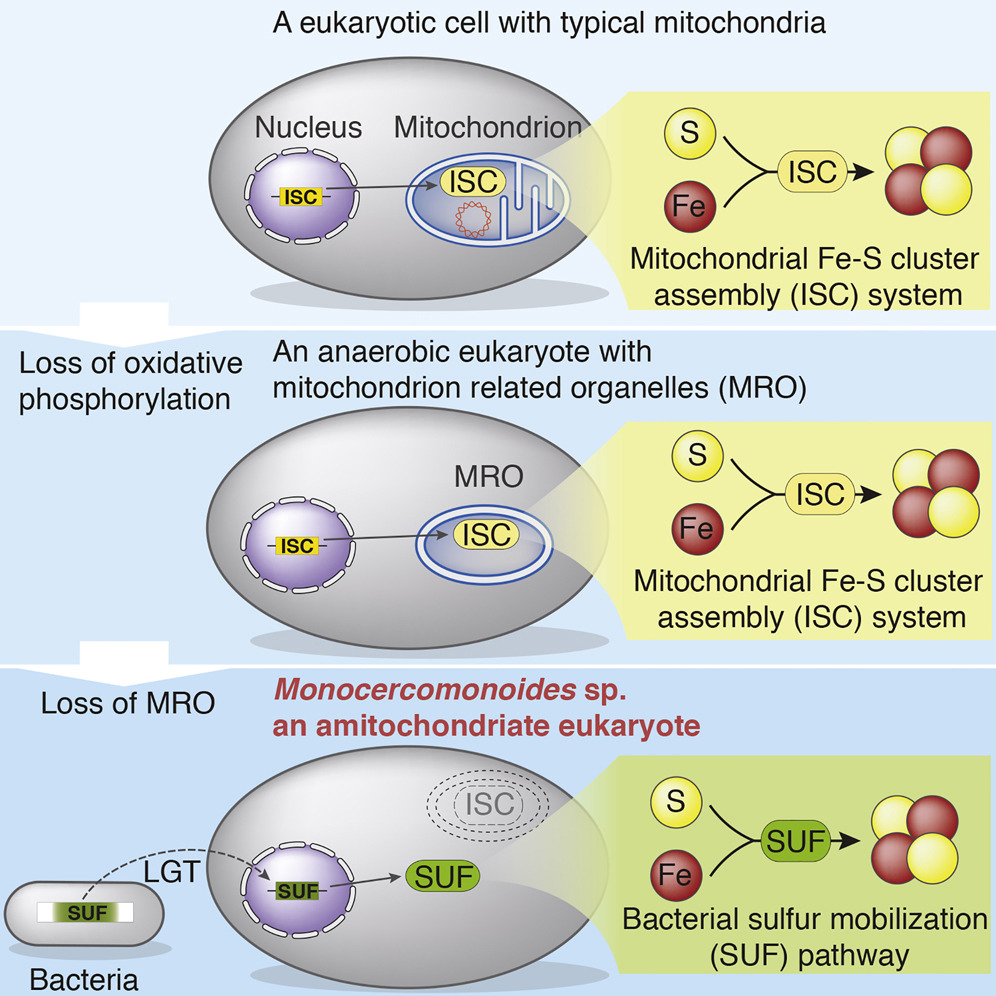 A eukaryotic cell with typical mitochondria
Nucleus
Mitochondrion
ISC
ISC
S
Fe
ISC
Mitochondrial Fe-S cluster
assembly (ISC) system
Loss of oxidative
phosphorylation
An anaerobic eukaryote with
mitochondrion related organelles (MRO)
MRO
ISC
ISC
S
Fe
ISC
Mitochondrial Fe-S cluster
assembly (ISC) system
Loss of MRO
Monocercomonoides sp.
an amitochondriate eukaryote
ISC
LGT
SUF
SUF
SUF
Bacteria
S
Fe
SUF
Bacterial sulfur mobilization
(SUF) pathway